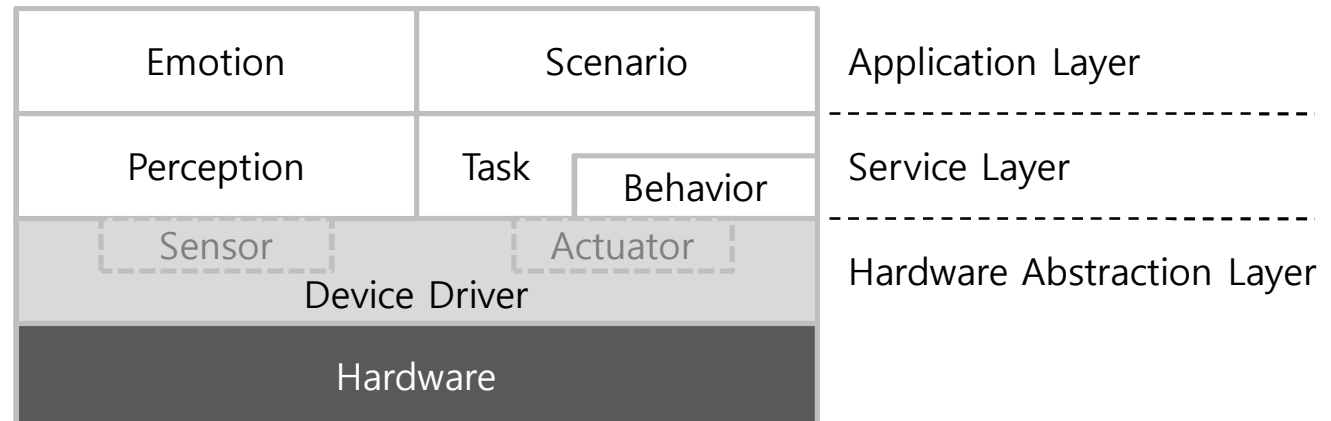 Emotion
Scenario
Application Layer
Perception
Task
Behavior
Service Layer
Sensor
Actuator
Device Driver
Hardware Abstraction Layer
Hardware